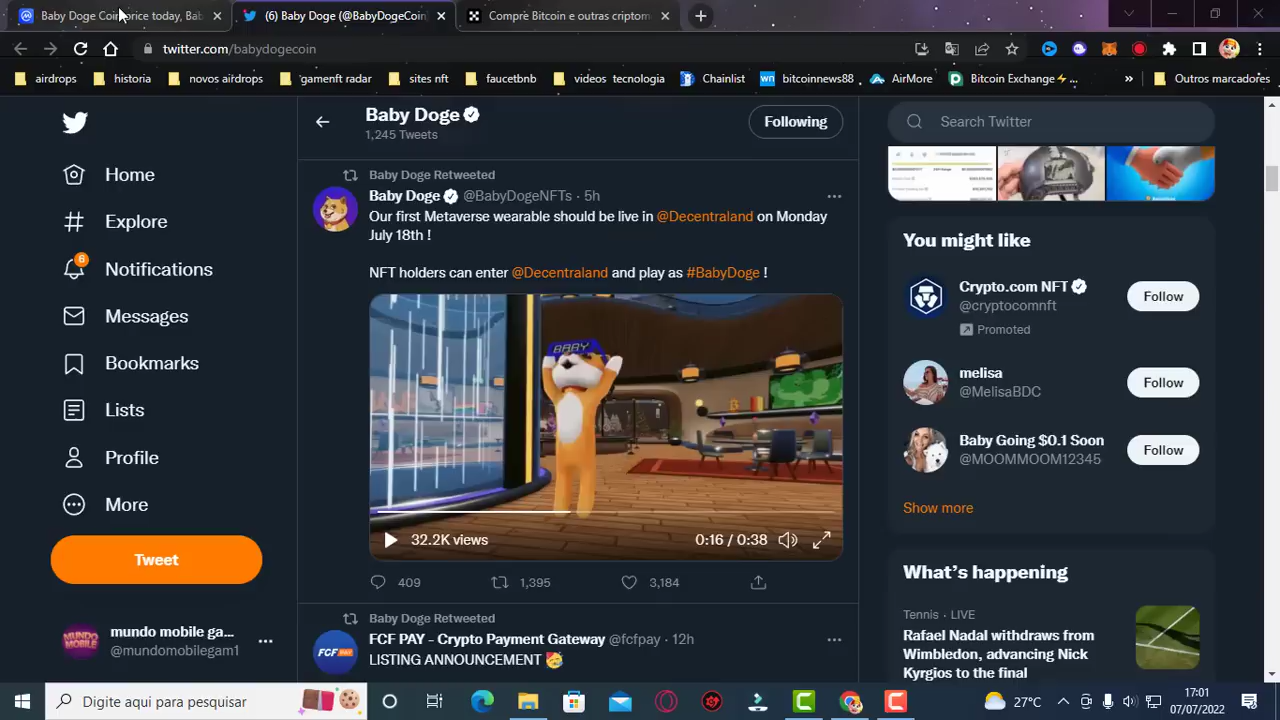 Baby Doge Coin price today, Bab
(6) Baby Doge (@BabyDogeCoin)
Compre Bitcoin e outras criptom
twitter.com/babydogecoin
airdrops
historia
novos airdrops
'gamenft radar
sites nft
faucetbnb
videos tecnologia
Chainlist
wn bitcoinnews88
AirMore
Bitcoin Exchange⚡...
»
Outros marcadores
Baby Doge
1,245 Tweets
Following
Search Twitter
Home
Explore
6
Notifications
Messages
Bookmarks
Lists
Profile
More
Tweet
mundo mobile ga...
@mundomobilegam1
Baby Doge Retweeted
Baby Doge @BabyDogeNFTs · 5h
Our first Metaverse wearable should be live in @Decentraland on Monday
July 18th !
NFT holders can enter @Decentraland and play as #BabyDoge !
BABY
32.2K views
0:16 / 0:38
409
1,395
3,184
Baby Doge Retweeted
FCF PAY - Crypto Payment Gateway @fcfpay · 12h
FCF PAY
LISTING ANNOUNCEMENT 🥳
You might like
Crypto.com NFT
@cryptocomnft
Promoted
Follow
melisa
@MelisaBDC
Follow
Baby Going $0.1 Soon
@MOOMMOOM12345
Follow
Show more
What's happening
Tennis · LIVE
Rafael Nadal withdraws from
Wimbledon, advancing Nick
Kyrgios to the final
Digite aqui para pesquisar
27°C
17:01
07/07/2022